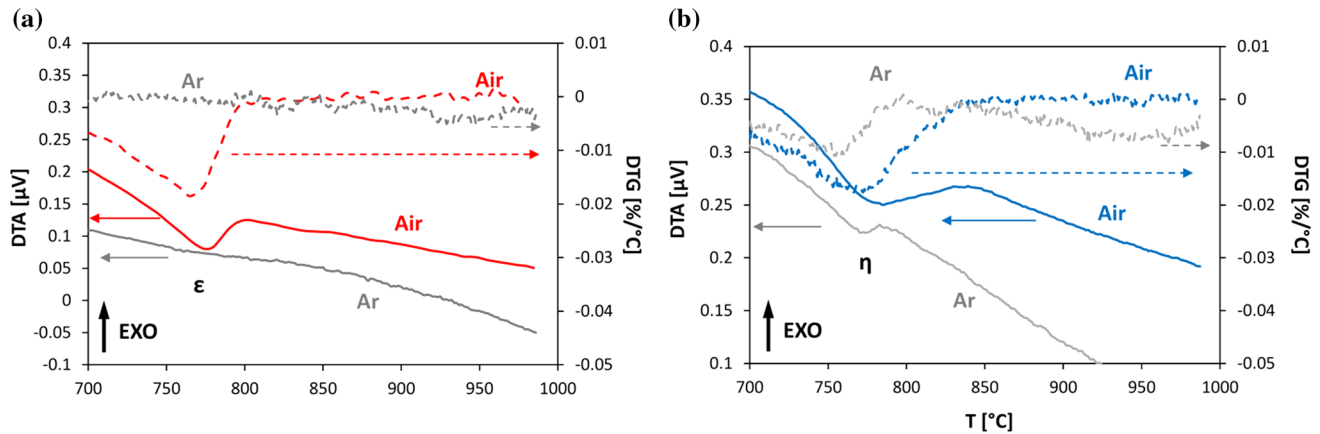 (a)
0.4
0.35
0.3
0.25
0.2
0.15
0.1
0.05
0
-0.05
-0.1
DTA [µV]
Ar
Air
Air
ε
Ar
EXO
0.01
0
-0.01
-0.02
-0.03
-0.04
-0.05
DTG [%/°C]
700 750 800 850 900 950 1000
(b)
0.4
0.35
0.3
0.25
0.2
0.15
0.1
DTA [µV]
Ar
Air
Air
η
Ar
EXO
0.01
0
-0.01
-0.02
-0.03
-0.04
-0.05
DTG [%/°C]
700 750 800 850 900 950 1000
T [°C]